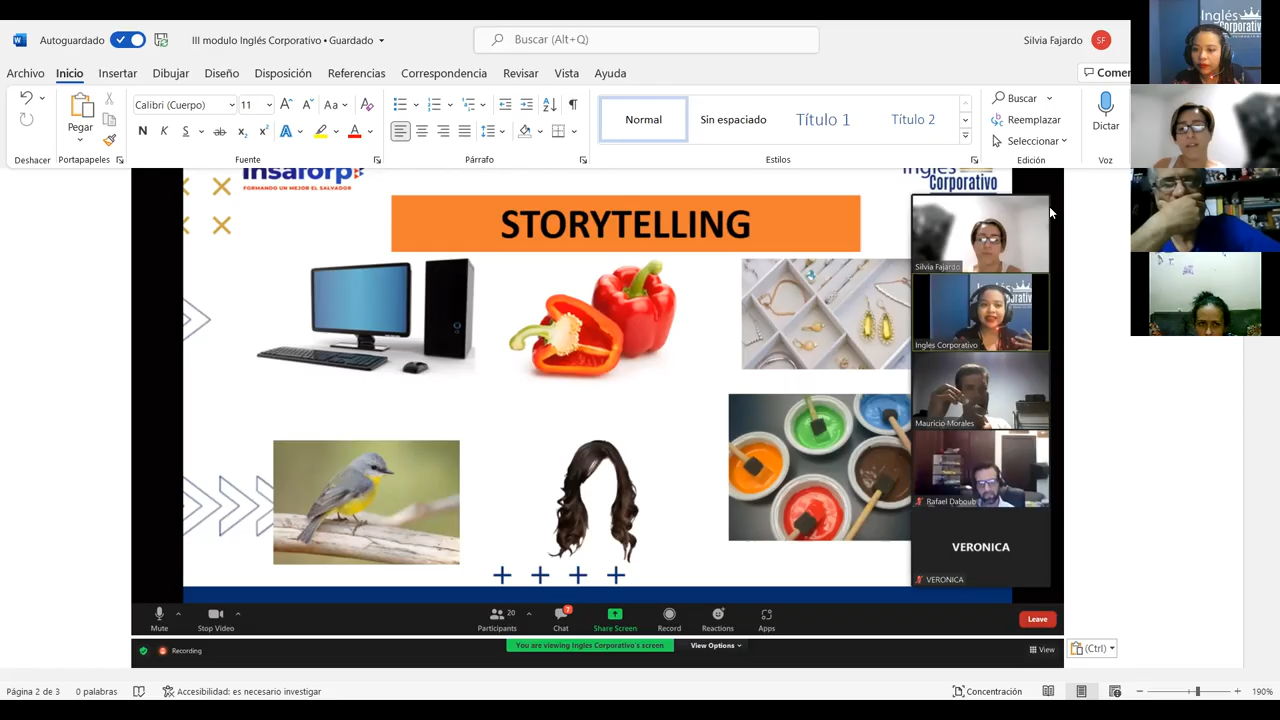 Autoguardado
III modulo Inglés Corporativo • Guardado
Buscar (Alt+Q)
Silvia Fajardo
SF
Archivo Inicio Insertar Dibujar Diseño Disposición Referencias Correspondencia Revisar Vista Ayuda
Calibri (Cuerpo) 11
Pegar
Deshacer Portapapeles Fuente Párrafo Estilos Edición Voz
Normal
Sin espaciado
Título 1
Título 2
Buscar
Reemplazar
Seleccionar
Dictar
Inglés
Corporativo
FORMANDO UN MEJOR EL SALVADOR
Corporativo
STORYTELLING
Silvia Fajardo
Ingles Corporativo
Mauricio Morales
Rafael Daboub
VERONICA
VERONICA
Mute
Stop Video
Participants 20
Chat 7
Share Screen
Record
Reactions
Apps
Leave
Recording
You are viewing Ingles Corporativo's screen
View Options
View
(Ctrl)
Página 2 de 3
0 palabras
Accesibilidad: es necesario investigar
Concentración
190%